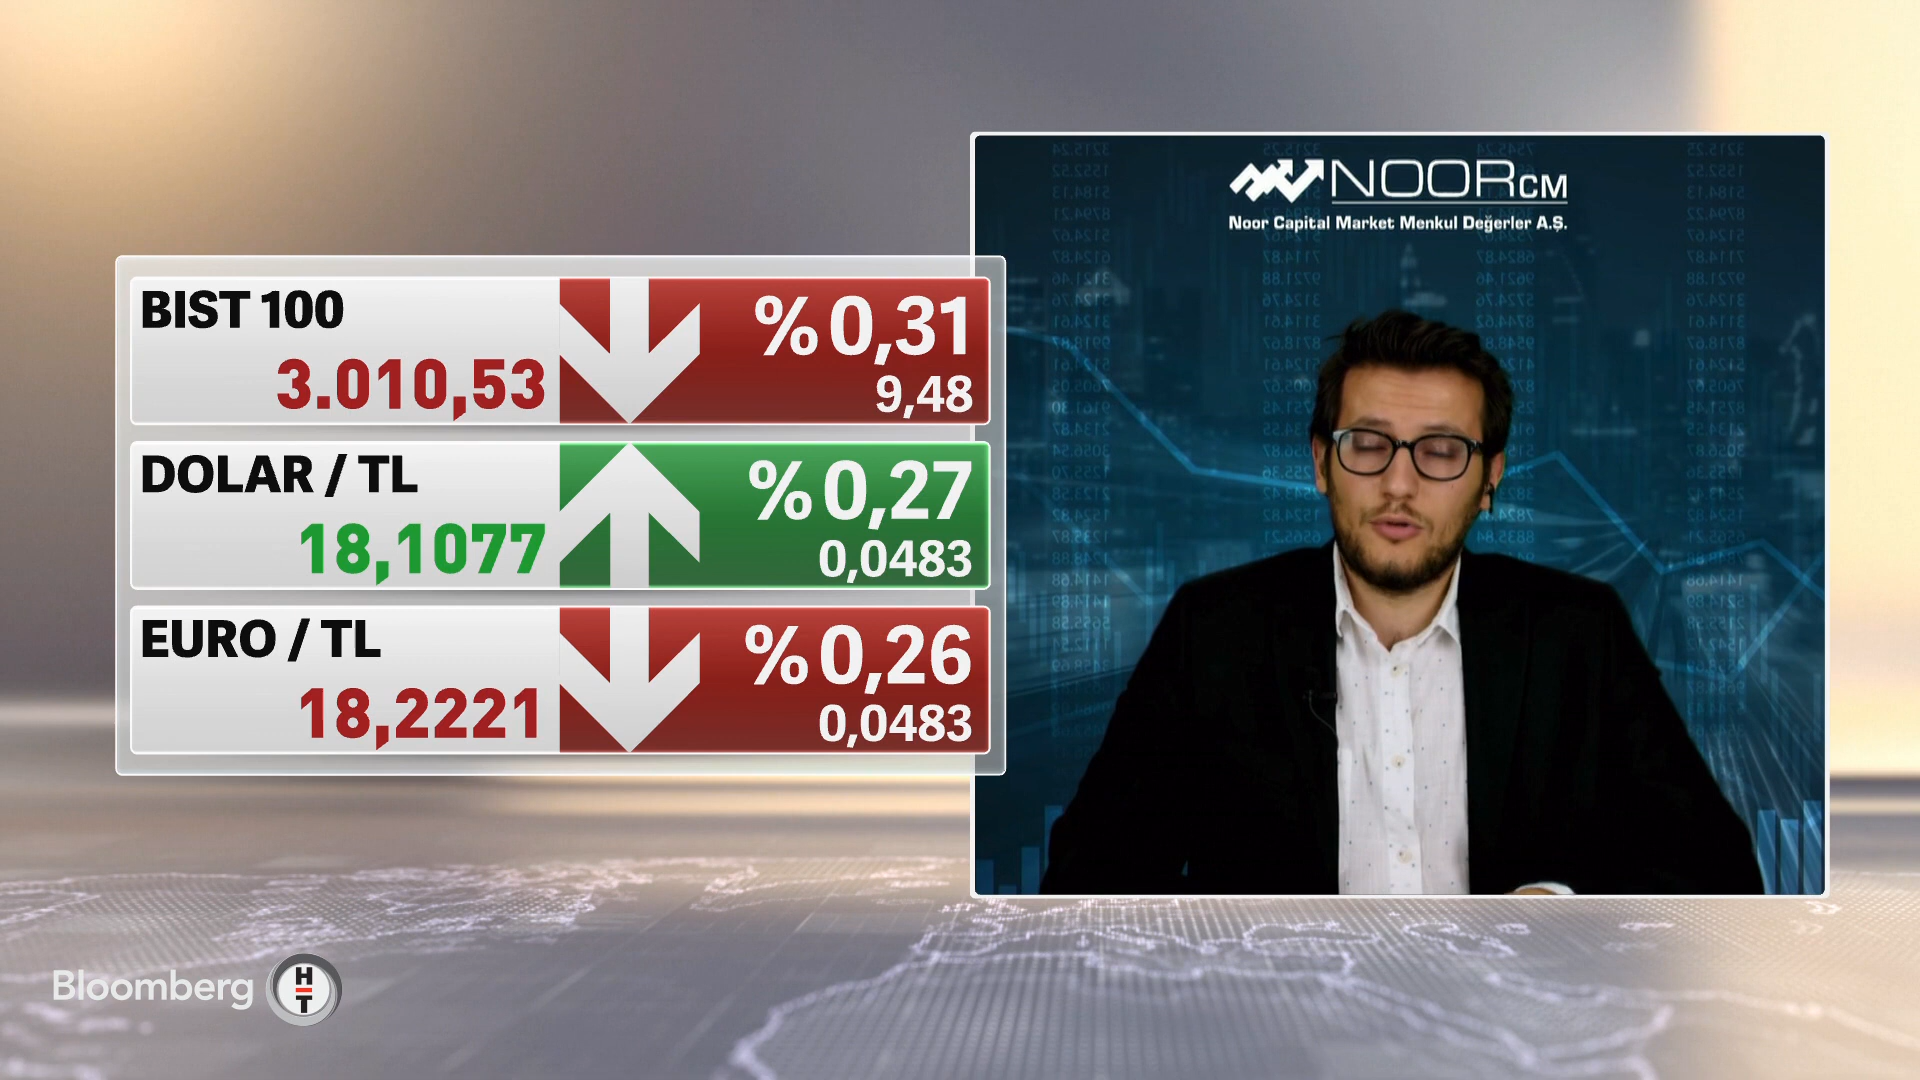 BIST 100
3.010,53
%0,31
9,48
DOLAR / TL
18,1077
%0,27
0,0483
EURO / TL
18,2221
%0,26
0,0483
NOORCM
Noor Capital Market Menkul Değerler A.Ş.
Bloomberg HT